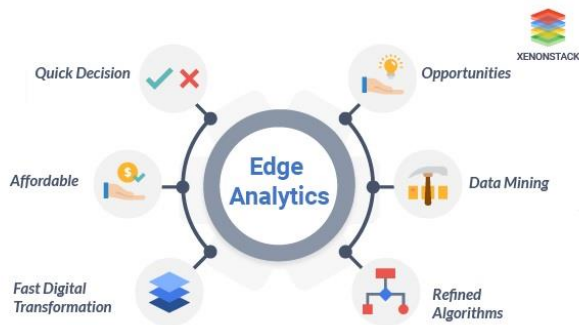 XENONSTACK
Quick Decision
Opportunities
Affordable
$
Edge
Analytics
Data Mining
Fast Digital
Transformation
Refined
Algorithms